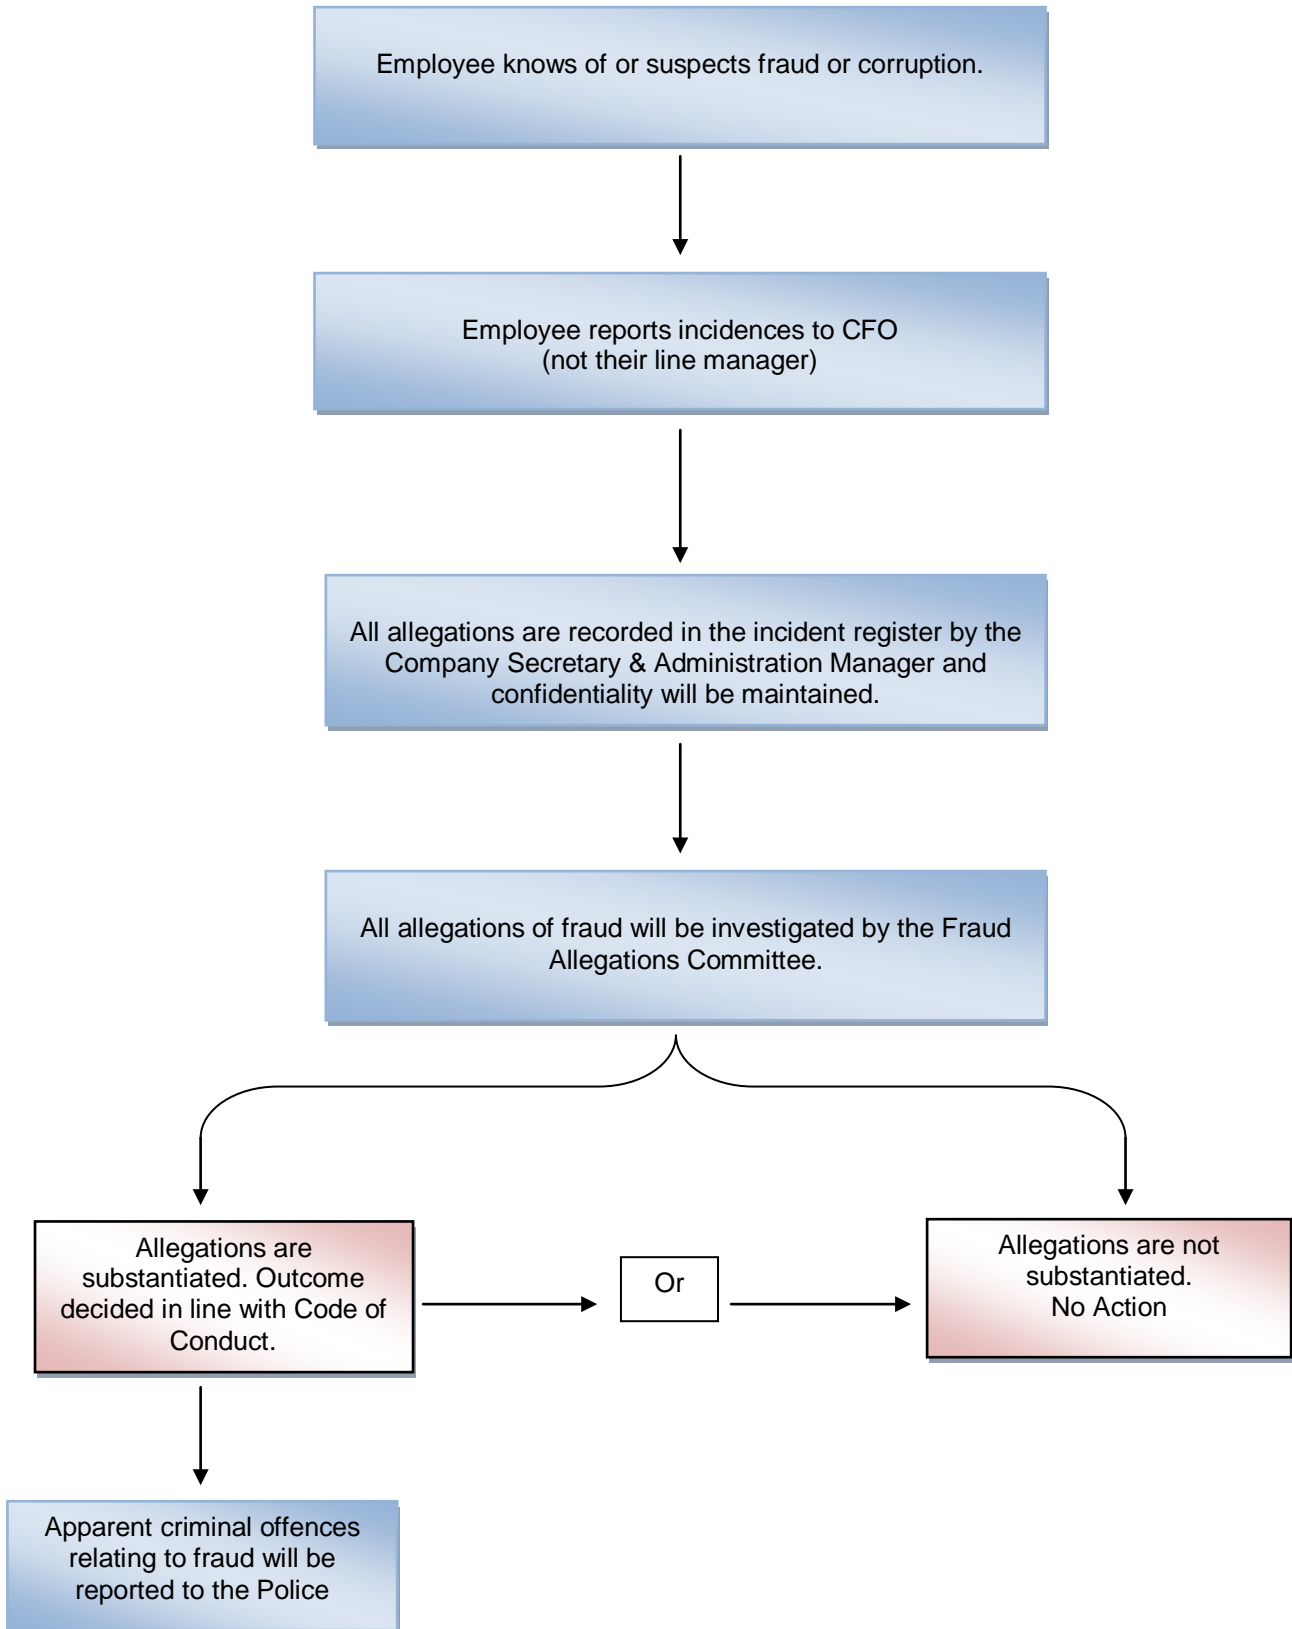 Employee knows of or suspects fraud or corruption.
Employee reports incidences to CFO
(not their line manager)
All allegations are recorded in the incident register by the
Company Secretary & Administration Manager and
confidentiality will be maintained.
All allegations of fraud will be investigated by the Fraud
Allegations Committee.
Allegations are
substantiated. Outcome
decided in line with Code of
Conduct.
Or
Allegations are not
substantiated.
No Action
Apparent criminal offences
relating to fraud will be
reported to the Police